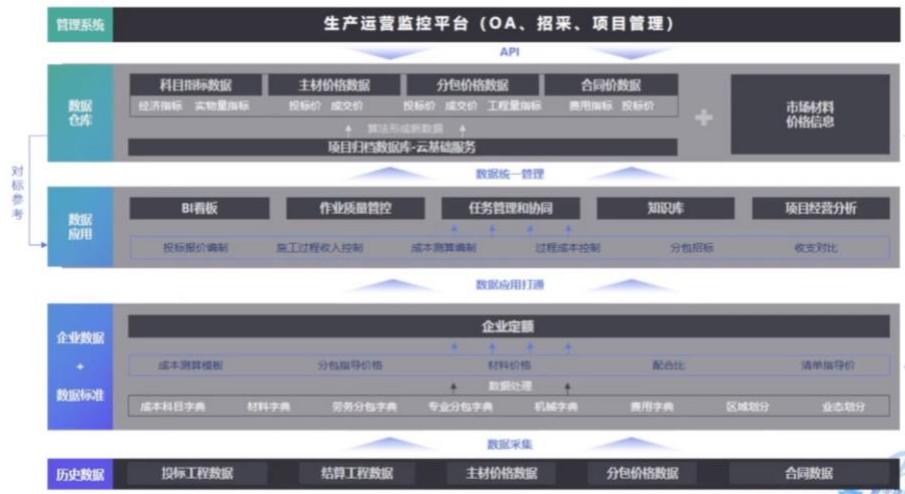 管理系统
生产运营监控平台（OA、招采、项目管理）
API
数据
仓库
科目指标数据 主材价格数据 分包价格数据 合同价数据
经济指标 实物量指标 投标价 成交价 投标价 成交价 工程量指标 费用指标 投标价
算法形成新数据
项目归档数据库-云基础服务
+
市场材料
价格信息
对标参考
数据统一管理
数据
应用
BI看板 作业质量管控 任务管理和协同 知识库 项目经营分析
投标报价编制 施工过程收入控制 成本测算编制 过程成本控制 分包招标 收支对比
数据应用打通
企业数据
+
数据标准
企业定额
成本测算模板 分包指导价格 材料价格 配合比 清单指导价
数据处理
成本科目字典 材料字典 劳务分包字典 专业分包字典 机械字典 费用字典 区域划分 业态划分
数据采集
历史数据
投标工程数据 结算工程数据 主材价格数据 分包价格数据 合同数据